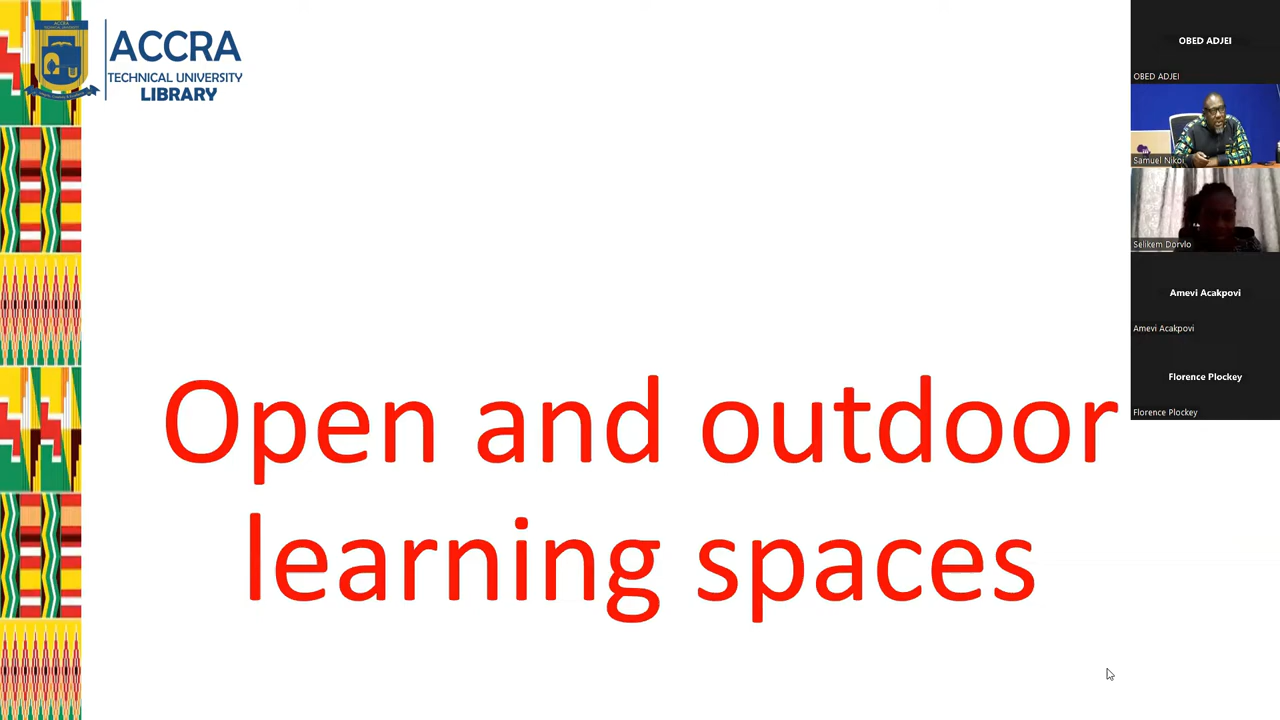 ACCRA
TECHNICAL UNIVERSITY
LIBRARY
Open and outdoor
learning spaces
OBED ADJEI
OBED ADJEI
Samuel Nikoi
Selikem Dorvlo
Amevi Acakpovi
Amevi Acakpovi
Florence Plockey
Florence Plockey